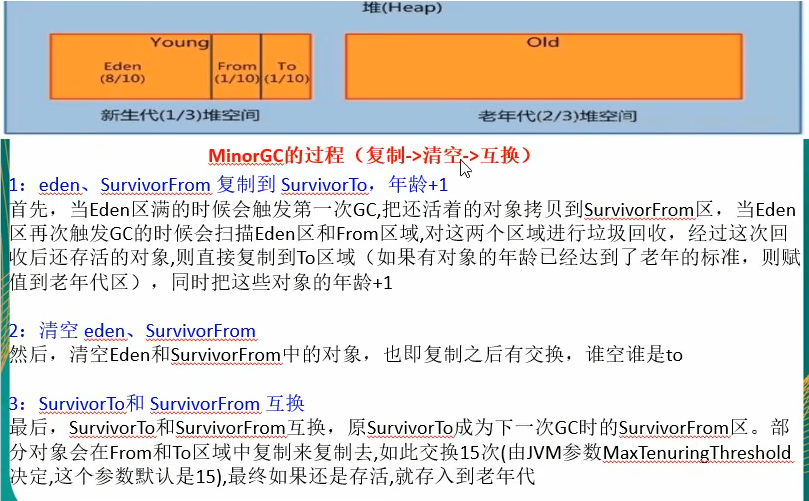 堆(Heap)
Young
Old
Eden
(8/10)
From
(1/10)
To
(1/10)
新生代(1/3)堆空间
老年代(2/3)堆空间
MinorGC的过程（复制->清空->互换）
1：eden、SurvivorFrom 复制到 SurvivorTo，年龄+1
首先，当Eden区满的时候会触发第一次GC,把还活着的对象拷贝到SurvivorFrom区，当Eden
区再次触发GC的时候会扫描Eden区和From区域,对这两个区域进行垃圾回收，经过这次回
收后还存活的对象,则直接复制到To区域（如果有对象的年龄已经达到了老年的标准，则赋
值到老年代区），同时把这些对象的年龄+1
2：清空 eden、SurvivorFrom
然后，清空Eden和SurvivorFrom中的对象，也即复制之后有交换，谁空谁是to
3：SurvivorTo和 SurvivorFrom 互换
最后，SurvivorTo和SurvivorFrom互换，原SurvivorTo成为下一次GC时的SurvivorFrom区。部
分对象会在From和To区域中复制来复制去,如此交换15次(由JVM参数MaxTenuringThreshold
决定,这个参数默认是15),最终如果还是存活,就存入到老年代